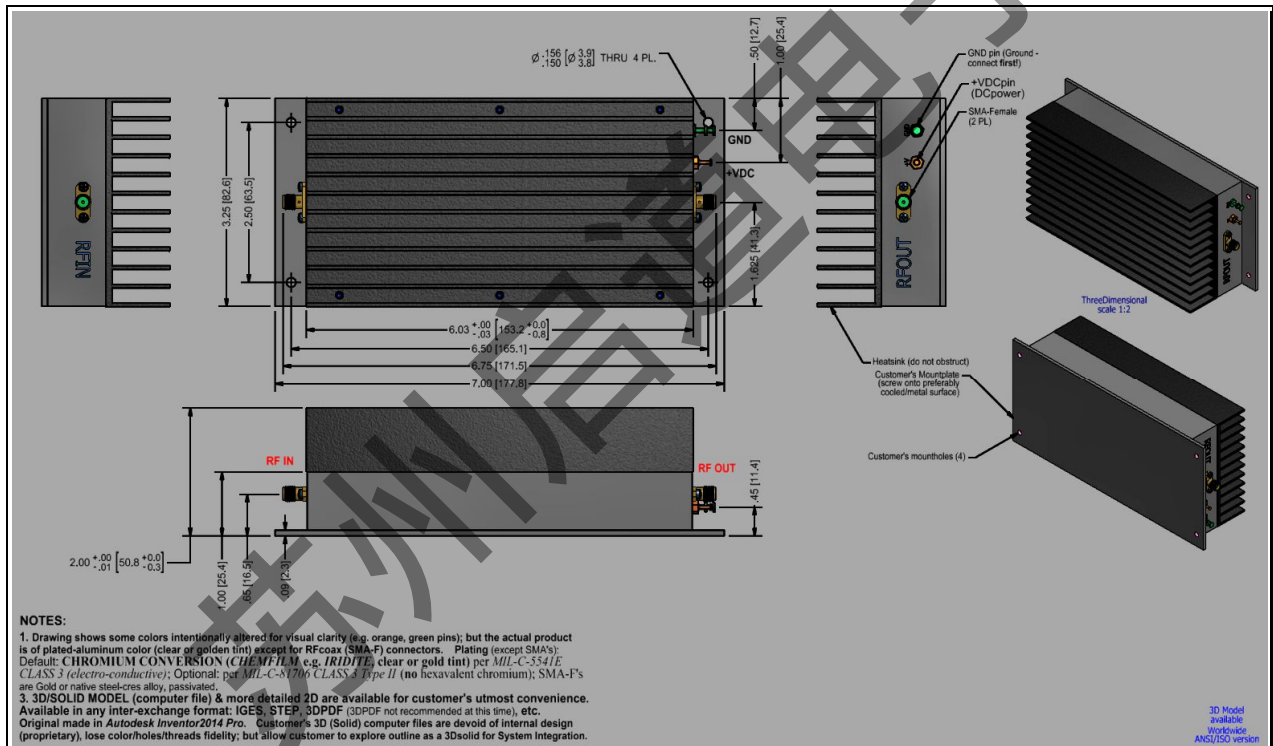 Ø .156 .150 [Ø 3.9 3.8] THRU 4 PL.
.50 [12.7]
1.00 [25.4]
GND
+VDC
3.25 [82.6]
2.50 [63.5]
1.625 [41.3]
6.03 +.00 -.03 [153.2 +0.0 -0.8]
6.50 [165.1]
6.75 [171.5]
7.00 [177.8]
RFIN
RFOUT
GND pin (Ground -
connect first!)
+VDCpin
(DCpower)
SMA-Female
(2 PL)
RFOUT
ThreeDimensional
scale 1:2
Heatsink (do not obstruct)
Customer's Mountplate
(screw onto preferably
cooled/metal surface)
Customer's mountholes (4)
RF IN
RF OUT
.45 [11.4]
2.00 +.00 -.01 [50.8 +0.0 -0.3]
1.00 [25.4]
.65 [16.5]
.09 [2.3]
NOTES:
1. Drawing shows some colors intentionally altered for visual clarity (e.g. orange, green pins); but the actual product
is of plated-aluminum color (clear or golden tint) except for RFcoax (SMA-F) connectors. Plating (except SMA's):
Default: CHROMIUM CONVERSION (CHEMFILM e.g. IRIDITE, clear or gold tint) per MIL-C-5541E
CLASS 3 (electro-conductive); Optional: per MIL-C-81706 CLASS 3 Type II (no hexavalent chromium); SMA-F's
are Gold or native steel-cres alloy, passivated.
3. 3D/SOLID MODEL (computer file) & more detailed 2D are available for customer's utmost convenience.
Available in any inter-exchange format: IGES, STEP, 3DPDF (3DPDF not recommended at this time), etc.
Original made in Autodesk Inventor2014 Pro. Customer's 3D (Solid) computer files are devoid of internal design
(proprietary), lose color/holes/threads fidelity; but allow customer to explore outline as a 3Dsolid for System Integration.
3D Model
available
Worldwide
ANSI/ISO version
苏州启道电子